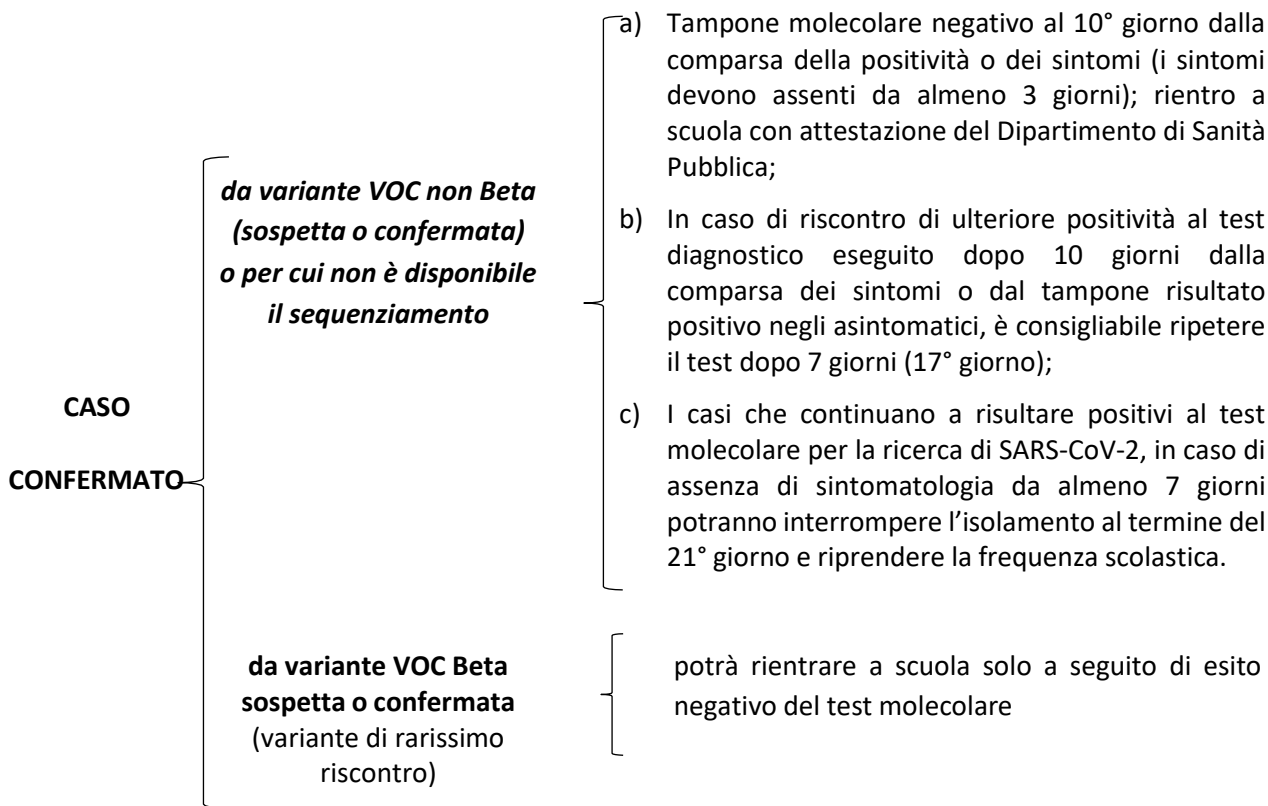 CASO
CONFERMATO
da variante VOC non Beta
(sospetta o confermata)
o per cui non è disponibile
il sequenziamento
a) Tampone molecolare negativo al 10° giorno dalla
comparsa della positività o dei sintomi (i sintomi
devono assenti da almeno 3 giorni); rientro a
scuola con attestazione del Dipartimento di Sanità
Pubblica;
b) In caso di riscontro di ulteriore positività al test
diagnostico eseguito dopo 10 giorni dalla
comparsa dei sintomi o dal tampone risultato
positivo negli asintomatici, è consigliabile ripetere
il test dopo 7 giorni (17° giorno);
c) I casi che continuano a risultare positivi al test
molecolare per la ricerca di SARS-CoV-2, in caso di
assenza di sintomatologia da almeno 7 giorni
potranno interrompere l’isolamento al termine del
21° giorno e riprendere la frequenza scolastica.
da variante VOC Beta
sospetta o confermata
(variante di rarissimo
riscontro)
potrà rientrare a scuola solo a seguito di esito
negativo del test molecolare